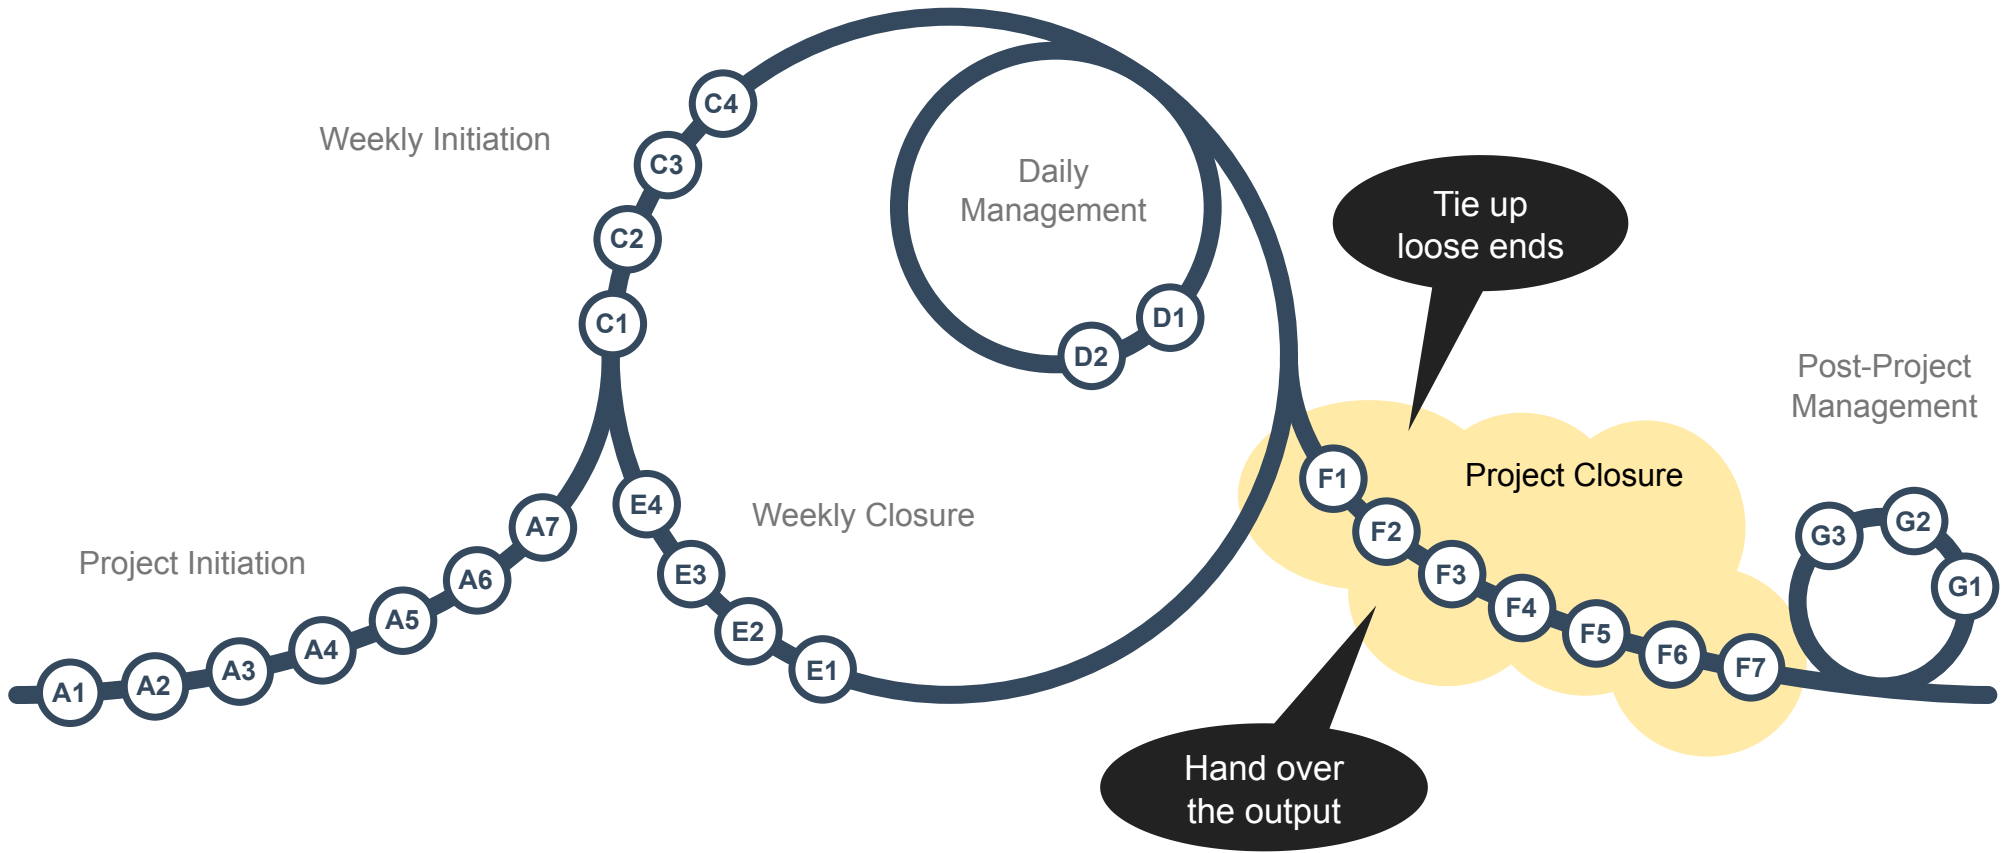 Weekly Initiation
C4
C3
C2
C1
Daily
Management
D1
D2
Tie up
loose ends
Project Initiation
A1
A2
A3
A4
A5
A6
A7
Weekly Closure
E4
E3
E2
E1
Project Closure
F1
F2
F3
F4
F5
F6
F7
Hand over
the output
Post-Project
Management
G3
G2
G1